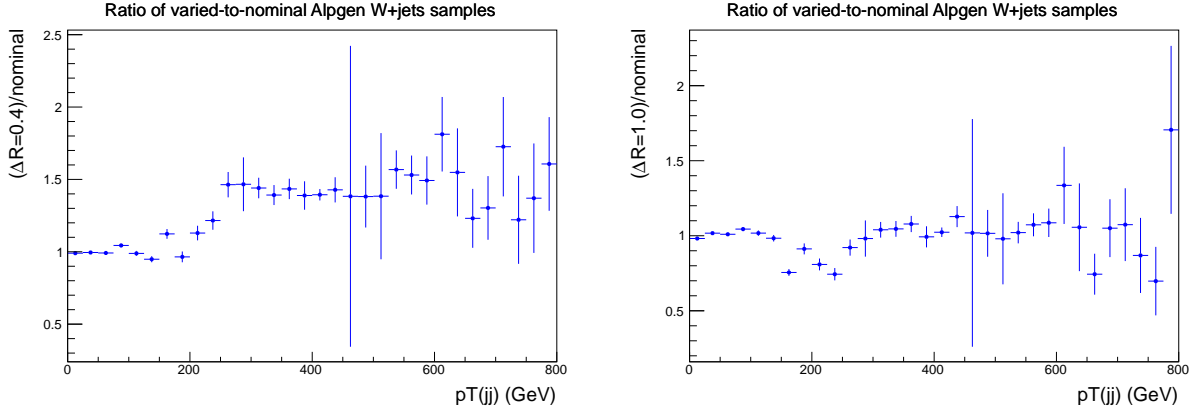 Ratio of varied-to-nominal Alpgen W+jets samples
(ΔR=0.4)/nominal
2.5
2
1.5
1
0.5
0 200 400 600 800
pT(jj) (GeV)
Ratio of varied-to-nominal Alpgen W+jets samples
(ΔR=1.0)/nominal
2
1.5
1
0.5
0 200 400 600 800
pT(jj) (GeV)